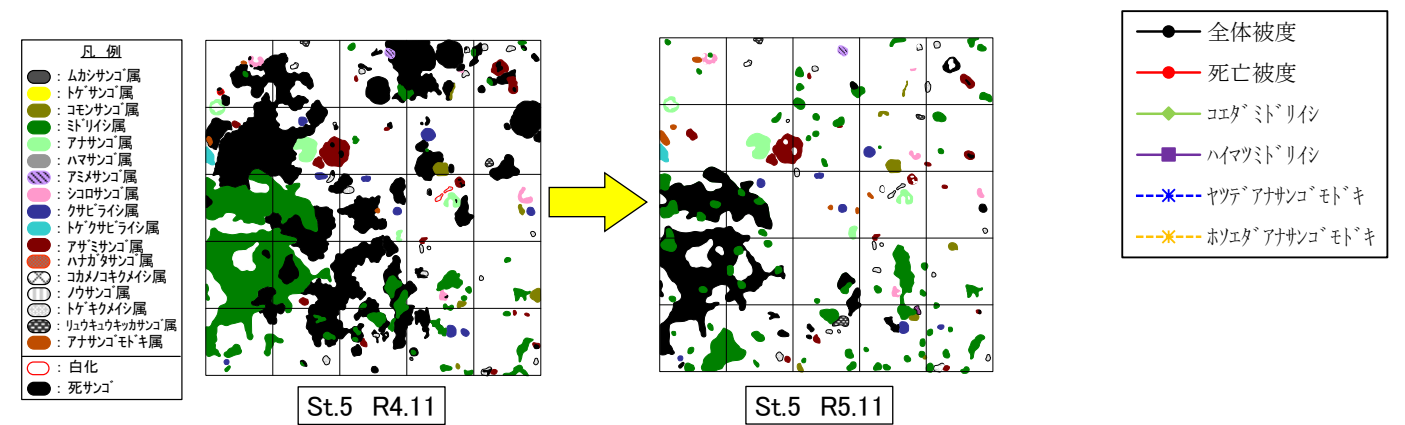 凡 例
: ムカシサンゴ属
: トゲサンゴ属
: コモンサンゴ属
: ミドリイシ属
: アナサンゴ属
: ハマサンゴ属
: アミメサンゴ属
: シコロサンゴ属
: クサビライシ属
: トゲクサビライシ属
: アザミサンゴ属
: ハナガタサンゴ属
: コカメノコキクメイシ属
: ノウサンゴ属
: トゲキクメイシ属
: リュウキュウキッカサンゴ属
: アナサンゴモドキ属
: 白化
: 死サンゴ
St.5 R4.11
St.5 R5.11
全体被度
死亡被度
コエダミドリイシ
ハイマツミドリイシ
ヤツデアナサンゴモドキ
ホソエダアナサンゴモドキ